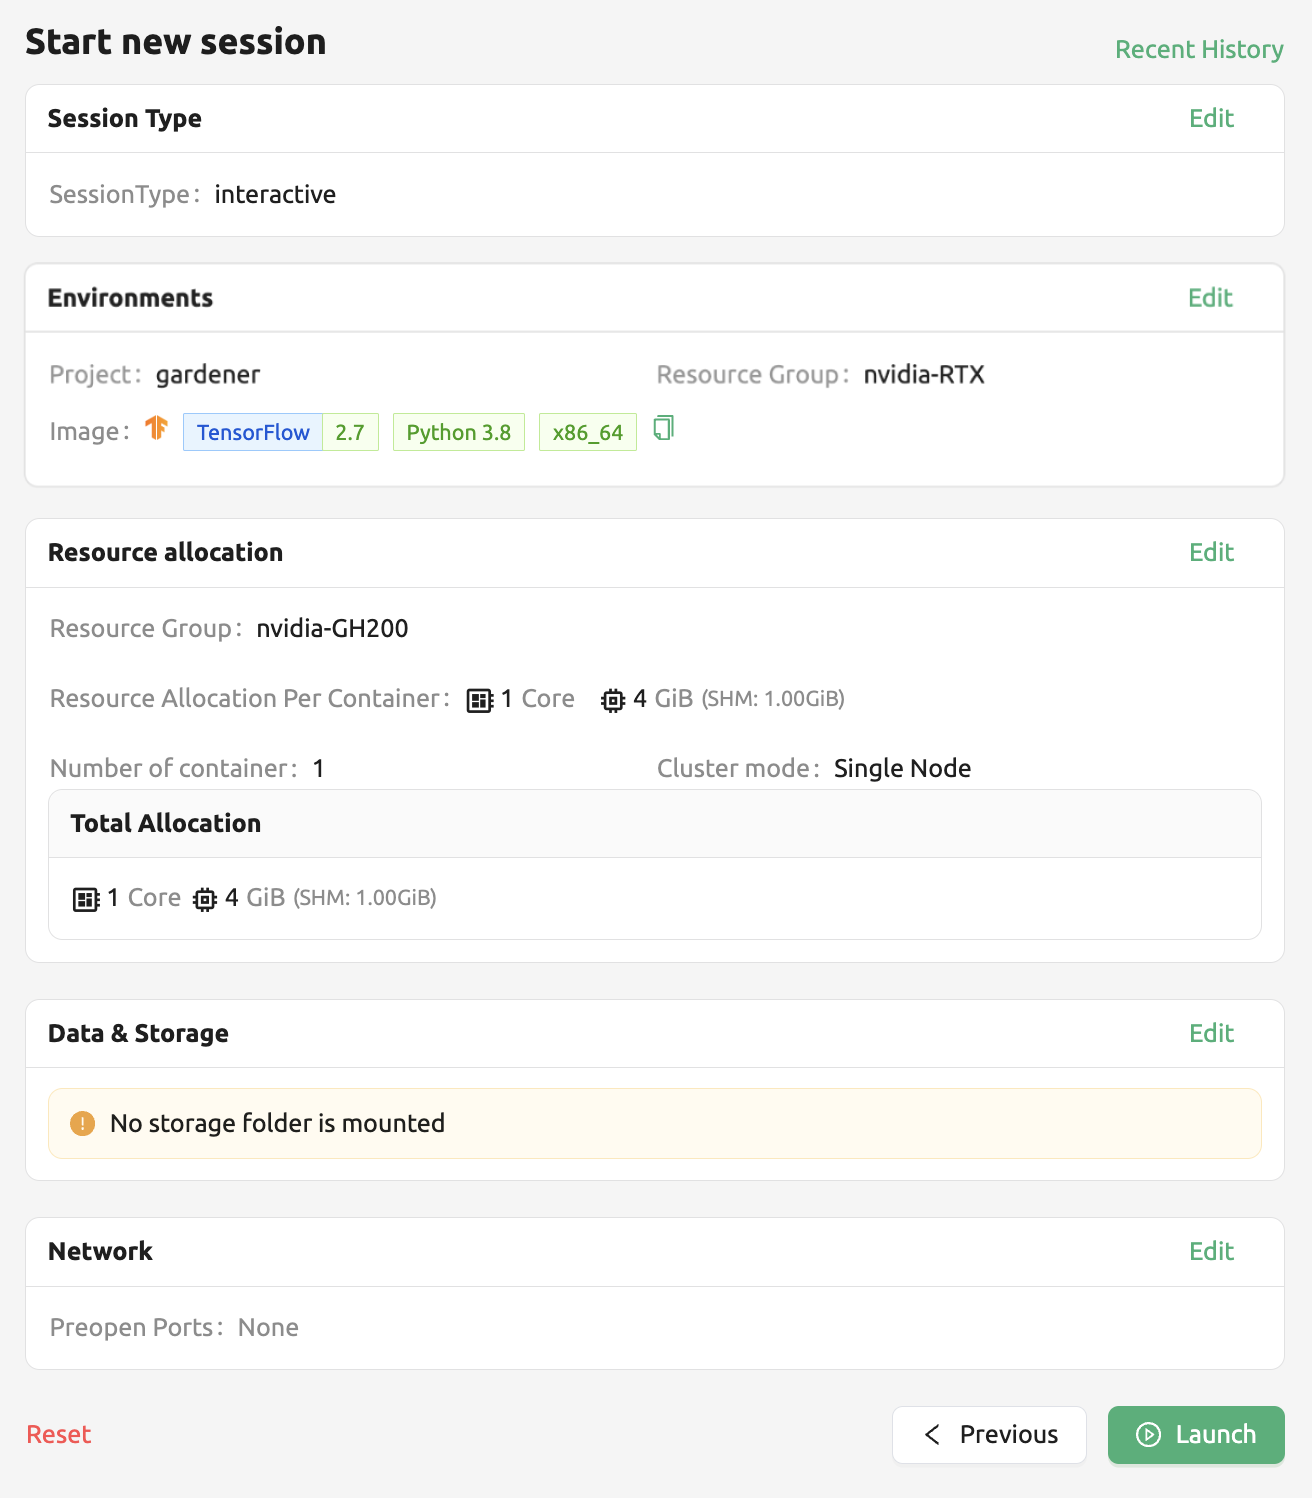 Start new session
Recent History
Session Type
Edit
SessionType: interactive
Environments
Edit
Project: gardener
Resource Group: nvidia-RTX
Image: TensorFlow 2.7 Python 3.8 x86_64
Resource allocation
Edit
Resource Group: nvidia-GH200
Resource Allocation Per Container: 1 Core 4 GiB (SHM: 1.00GiB)
Number of container: 1
Cluster mode: Single Node
Total Allocation
1 Core 4 GiB (SHM: 1.00GiB)
Data & Storage
Edit
No storage folder is mounted
Network
Edit
Preopen Ports: None
Reset
Previous
Launch